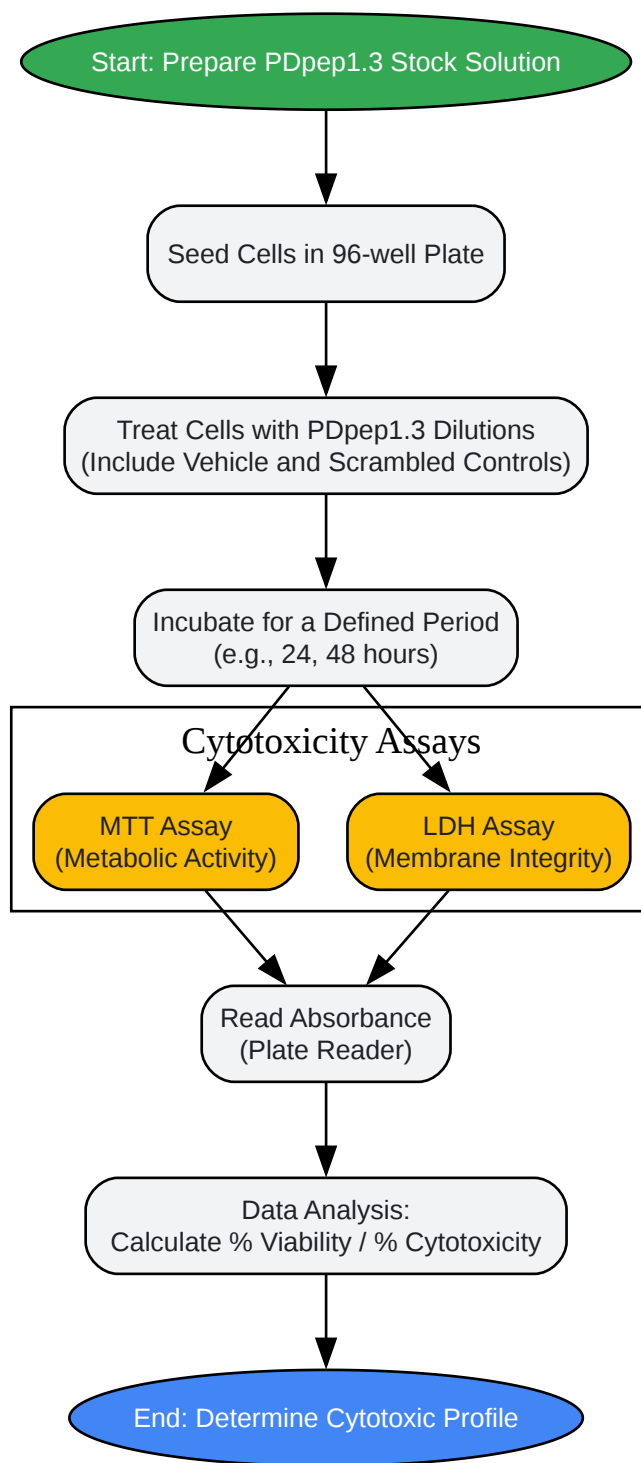 Start: Prepare PDpep1.3 Stock Solution
Seed Cells in 96-well Plate
Treat Cells with PDpep1.3 Dilutions
(Include Vehicle and Scrambled Controls)
Incubate for a Defined Period
(e.g., 24, 48 hours)
Cytotoxicity Assays
MTT Assay
(Metabolic Activity)
LDH Assay
(Membrane Integrity)
Read Absorbance
(Plate Reader)
Data Analysis:
Calculate % Viability / % Cytotoxicity
End: Determine Cytotoxic Profile